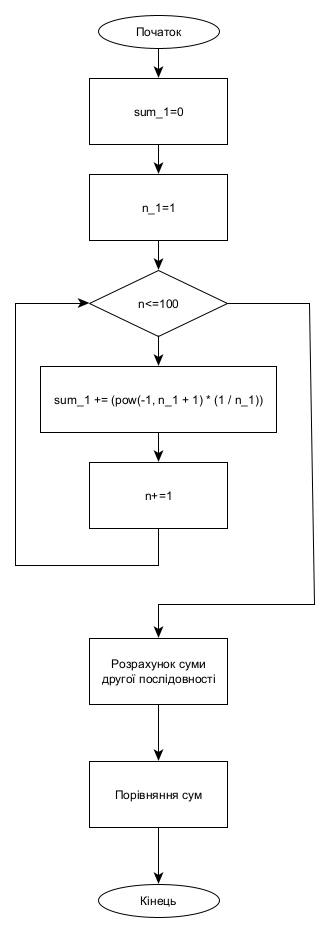 Початок
sum_1=0
n_1=1
n<=100
sum_1 += (pow(-1, n_1 + 1) * (1 / n_1))
n+=1
Розрахунок суми
другої послідовності
Порівняння сум
Кінець